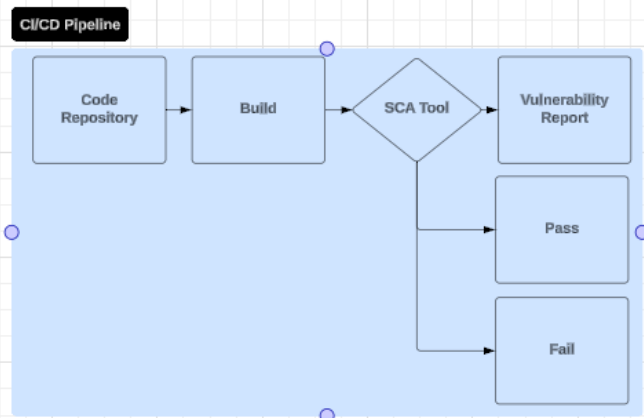 CI/CD Pipeline
Code
Repository
Build
SCA Tool
Vulnerability
Report
Pass
Fail